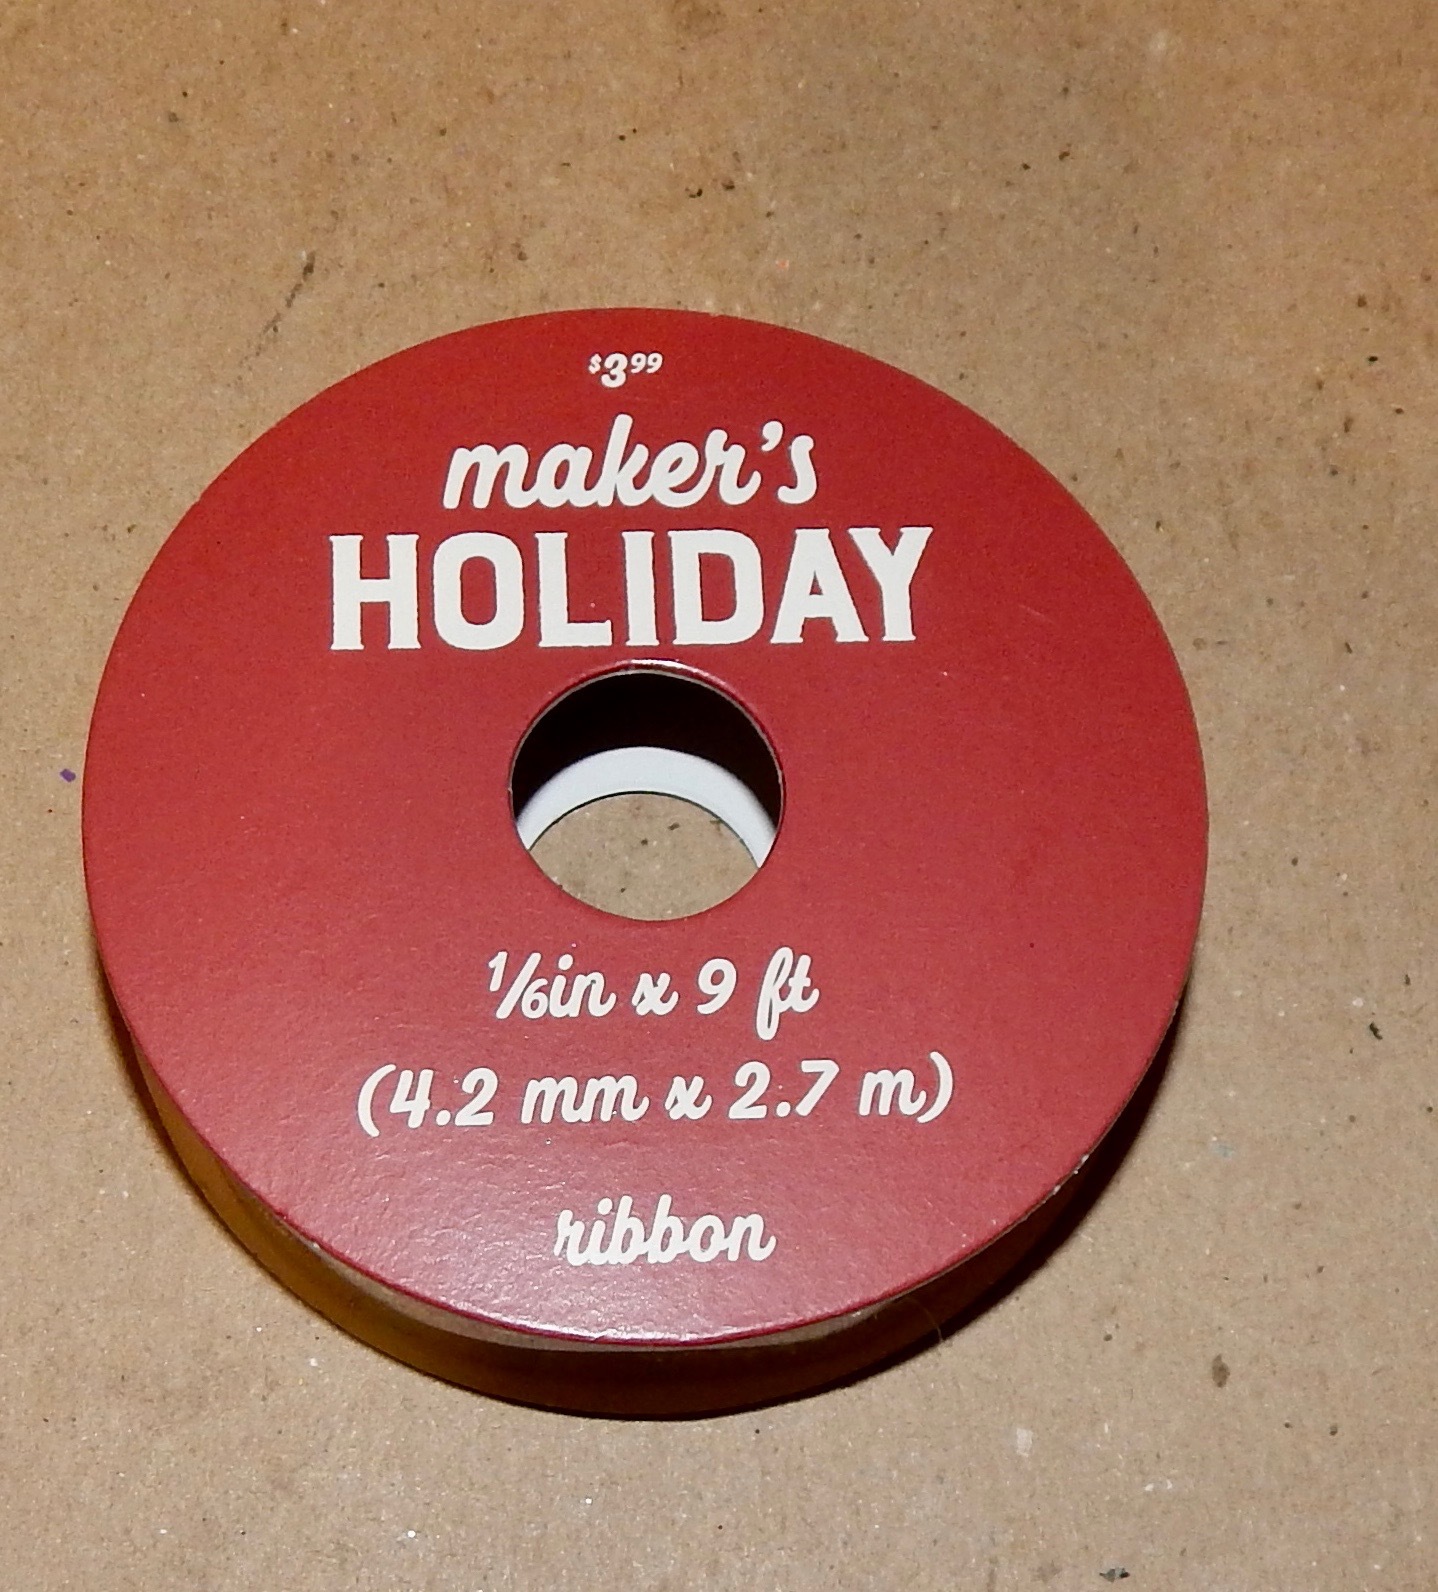 $3.99
maker's
HOLIDAY
1/6in x 9 ft
(4.2 mm x 2.7 m)
ribbon